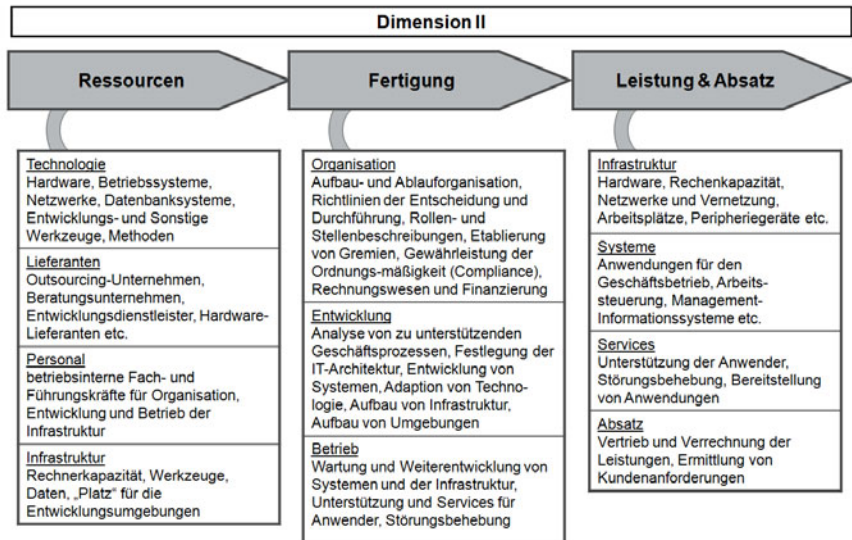 Dimension II
Ressourcen
Fertigung
Leistung & Absatz
Technologie
Hardware, Betriebssysteme,
Netzwerke, Datenbanksysteme,
Entwicklungs- und Sonstige
Werkzeuge, Methoden
Lieferanten
Outsourcing-Unternehmen,
Beratungsunternehmen,
Entwicklungsdienstleister, Hardware-
Lieferanten etc.
Personal
betriebsinterne Fach- und
Führungskräfte für Organisation,
Entwicklung und Betrieb der
Infrastruktur
Infrastruktur
Rechnerkapazität, Werkzeuge,
Daten, „Platz“ für die
Entwicklungsumgebungen
Organisation
Aufbau- und Ablauforganisation,
Richtlinien der Entscheidung und
Durchführung, Rollen- und
Stellenbeschreibungen, Etablierung
von Gremien, Gewährleistung der
Ordnungs-mäßigkeit (Compliance),
Rechnungswesen und Finanzierung
Entwicklung
Analyse von zu unterstützenden
Geschäftsprozessen, Festlegung der
IT-Architektur, Entwicklung von
Systemen, Adaption von Techno-
logie, Aufbau von Infrastruktur,
Aufbau von Umgebungen
Betrieb
Wartung und Weiterentwicklung von
Systemen und der Infrastruktur,
Unterstützung und Services für
Anwender, Störungsbehebung
Infrastruktur
Hardware, Rechenkapazität,
Netzwerke und Vernetzung,
Arbeitsplätze, Peripheriegeräte etc.
Systeme
Anwendungen für den
Geschäftsbetrieb, Arbeits-
steuerung, Management-
Informationssysteme etc.
Services
Unterstützung der Anwender,
Störungsbehebung, Bereitstellung
von Anwendungen
Absatz
Vertrieb und Verrechnung der
Leistungen, Ermittlung von
Kundenanforderungen